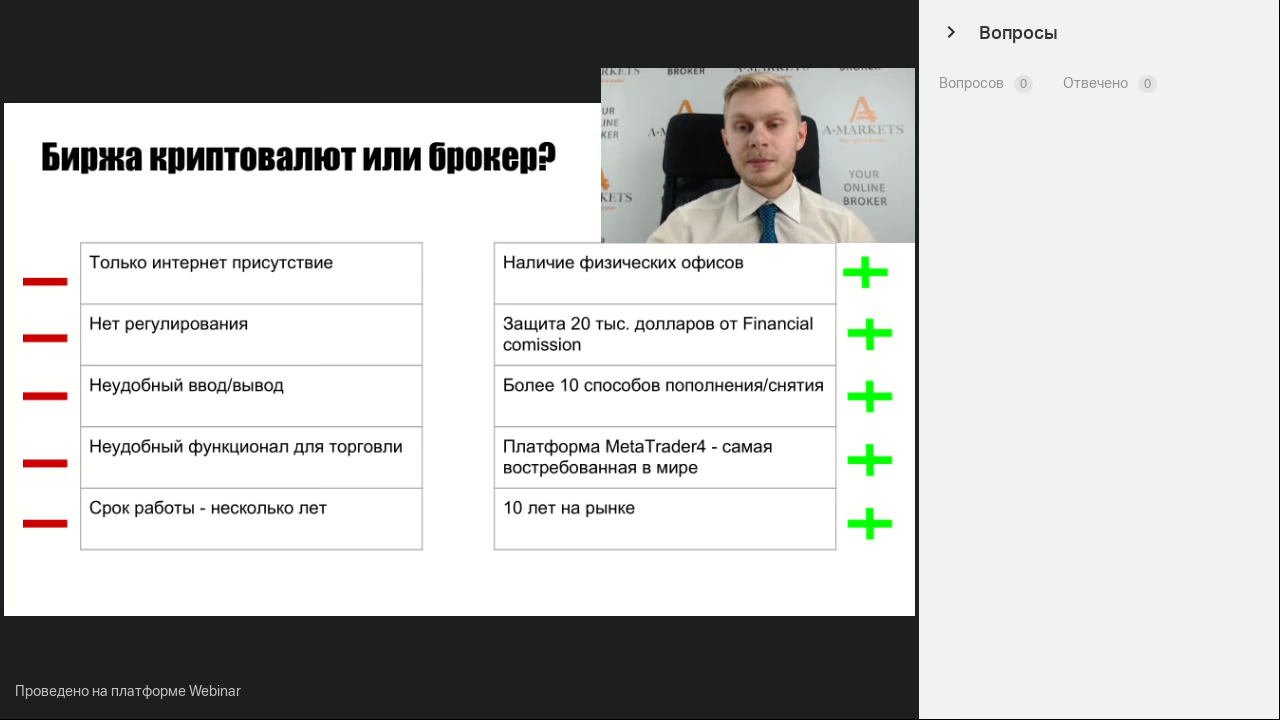 Вопросы
Вопросов 0 Отвечено 0
Биржа криптовалют или брокер?
BROKER
A-MARKETS
YOUR
ONLINE
BROKER
Только интернет присутствие
Наличие физических офисов
Нет регулирования
Защита 20 тыс. долларов от Financial
comission
Неудобный ввод/вывод
Более 10 способов пополнения/снятия
Неудобный функционал для торговли
Платформа MetaTrader4 - самая
востребованная в мире
Срок работы - несколько лет
10 лет на рынке
Проведено на платформе Webinar